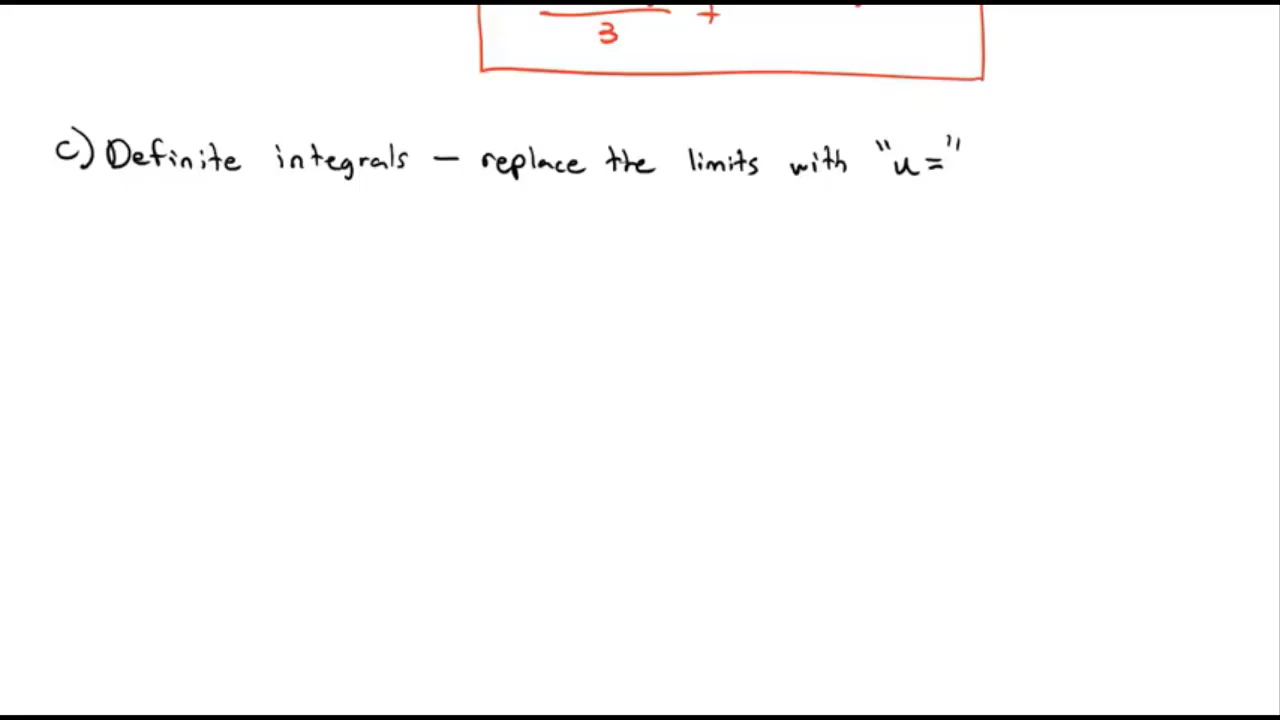 3 +
c) Definite integrals — replace the limits with "u="